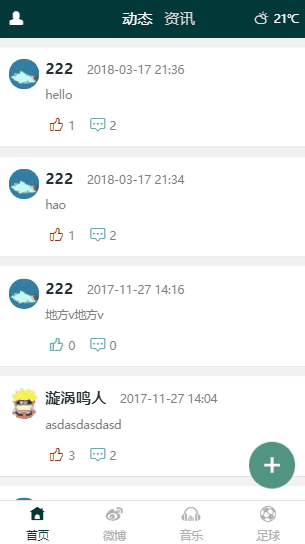 动态 资讯 21℃
222 2018-03-17 21:36
hello
1 2
222 2018-03-17 21:34
hao
1 2
222 2017-11-27 14:16
地方v地方v
0 0
漩涡鸣人 2017-11-27 14:04
asdasdasdasd
3 2
首页 微博 音乐 足球